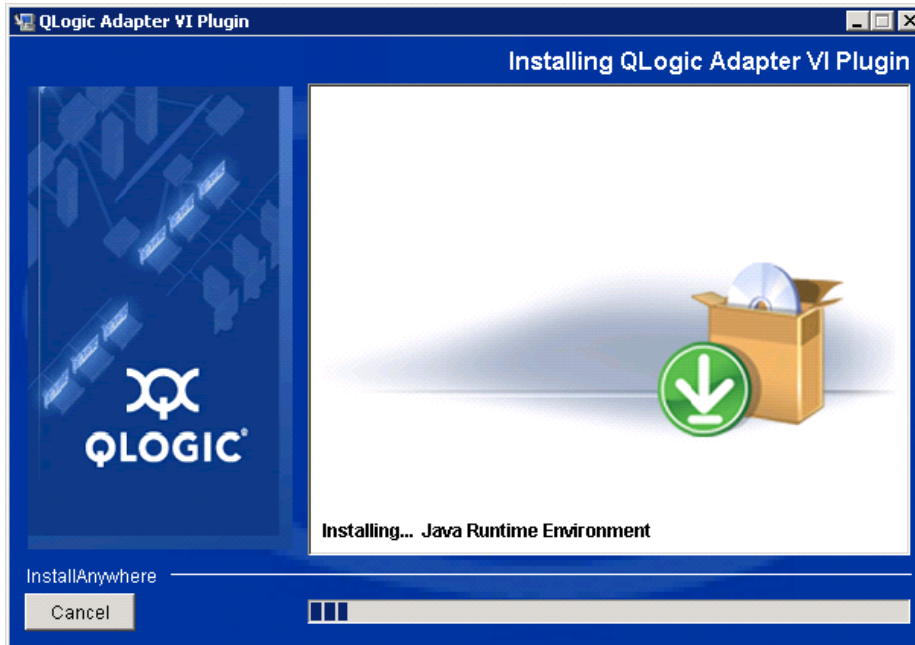 QLogic Adapter VI Plugin
Installing QLogic Adapter VI Plugin
QLOGIC®
Installing... Java Runtime Environment
InstallAnywhere
Cancel